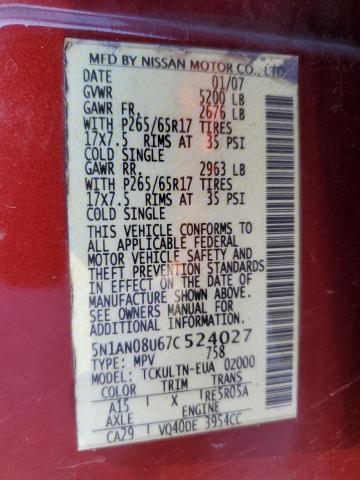 MFD BY NISSAN MOTOR CO., LTD.
DATE 01/07
GVWR 5200 LB
GAWR FR. 2676 LB
WITH P265/65R17 TIRES
17X7.5 RIMS AT 35 PSI
COLD SINGLE
GAWR RR. 2963 LB
WITH P265/65R17 TIRES
17X7.5 RIMS AT 35 PSI
COLD SINGLE
THIS VEHICLE CONFORMS TO
ALL APPLICABLE FEDERAL
MOTOR VEHICLE SAFETY AND
THEFT PREVENTION STANDARDS
IN EFFECT ON THE DATE OF
MANUFACTURE SHOWN ABOVE.
SEE OWNERS MANUAL FOR
ADDITIONAL INFORMATION.
5N1AN08U67C524027
TYPE: MPV 758
MODEL: TCKULTN-EUA 0Z000
COLOR TRIM TRANS
A15 X RE5R05A
AXLE ENGINE
CA29 VQ40DE 3954CC